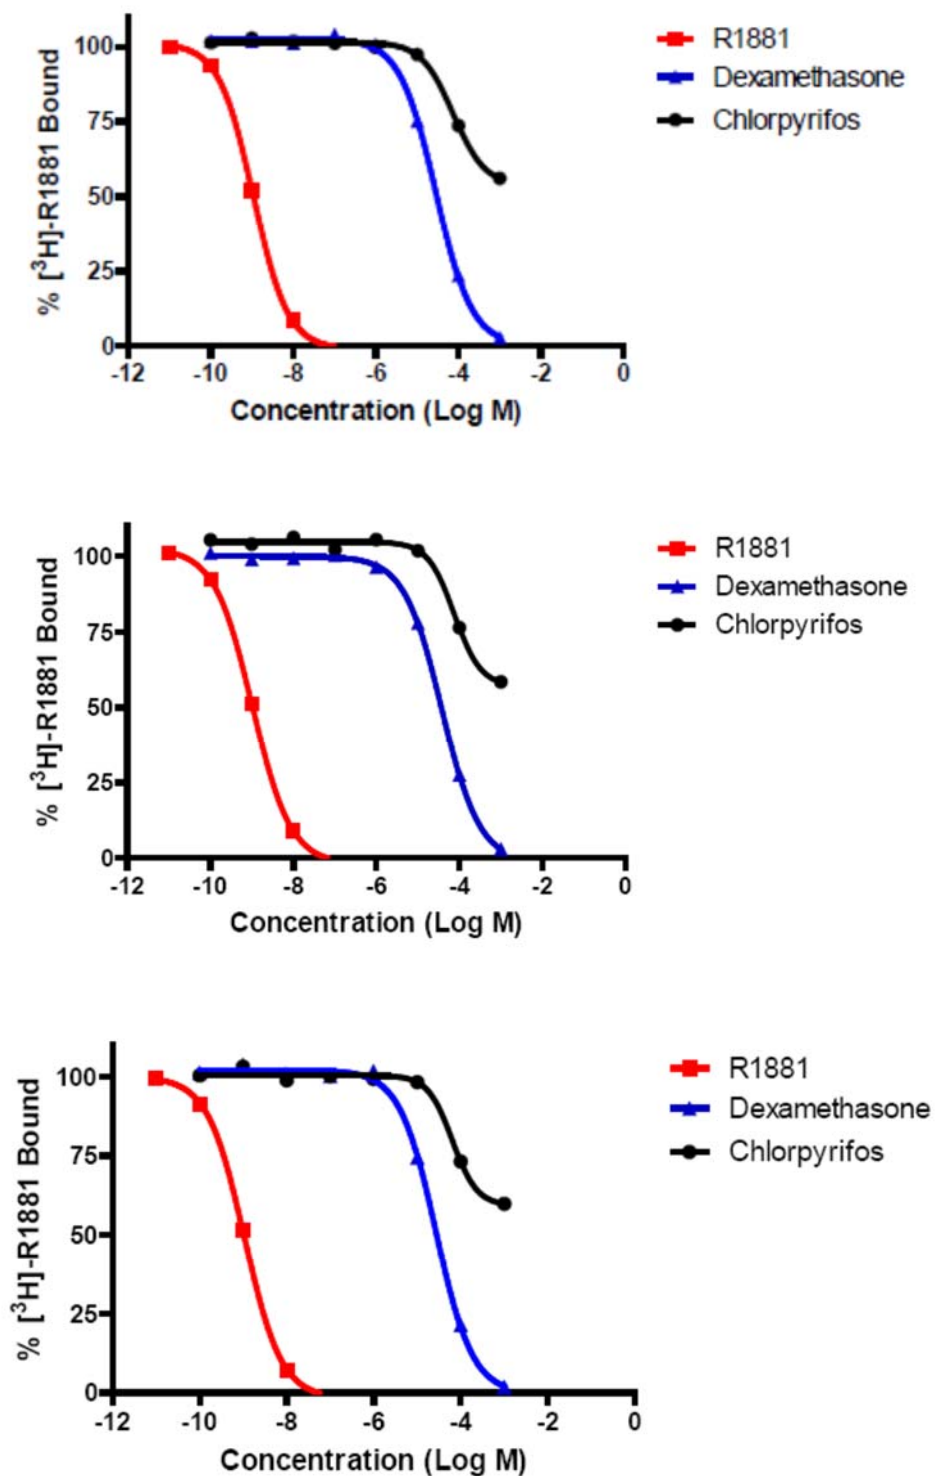 % [³H]-R1881 Bound
100
75
50
25
0
-12 -10 -8 -6 -4 -2 0
Concentration (Log M)
R1881
Dexamethasone
Chlorpyrifos
% [³H]-R1881 Bound
100
75
50
25
0
-12 -10 -8 -6 -4 -2 0
Concentration (Log M)
R1881
Dexamethasone
Chlorpyrifos
% [³H]-R1881 Bound
100
75
50
25
0
-12 -10 -8 -6 -4 -2 0
Concentration (Log M)
R1881
Dexamethasone
Chlorpyrifos